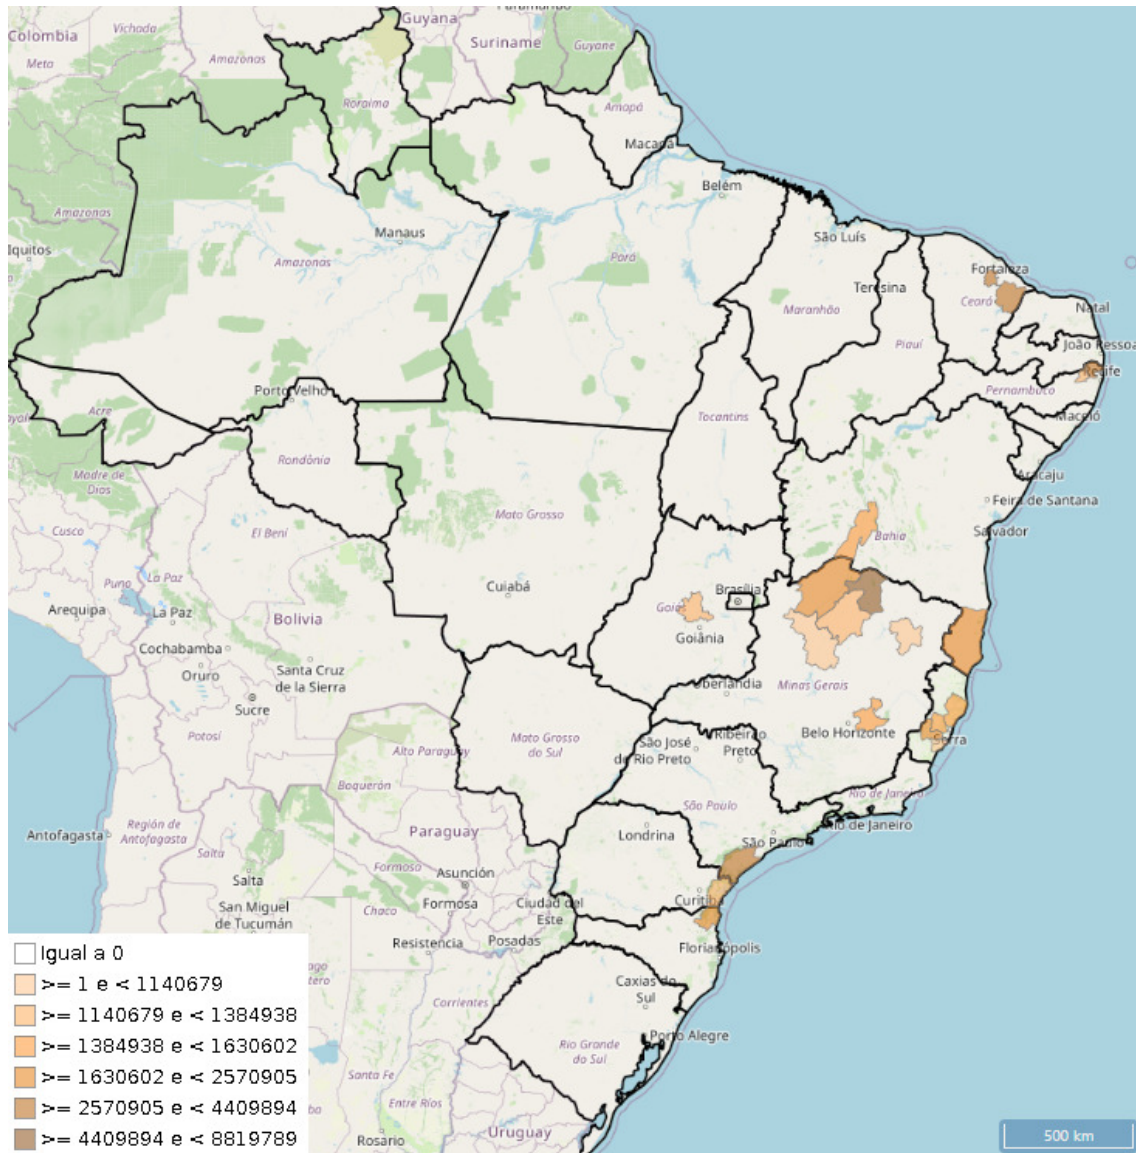 Paramaribo
Guyana
Colombia
Vichada
Suriname
Guyane
Meta
Amazonas
Roraima
Amapá
Macapá
Belém
Amazonas
Manaus
São Luís
Iquitos
Amazonas
Pará
Fortaleza
Teresina
Ceará
Maranhão
Natal
Piauí
João Pessoa
Recife
Porto Velho
Pernambuco
Acre
Tocantins
Maceió
Rondônia
Madre de
Dios
Aracaju
Feira de Santana
Mato Grosso
Cusco
El Beni
Bahia
Salvador
Puno
La Paz
Cuiabá
Brasília
Arequipa
La Paz
Goiás
Bolivia
Goiânia
Cochabamba
Oruro
Santa Cruz
de la Sierra
Uberlandia
Minas Gerais
Sucre
Potosí
Alto Paraguay
Mato Grosso
do Sul
São José
do Rio Preto
Ribeirão
Preto
Belo Horizonte
Serra
Boquerón
São Paulo
Rio de Janeiro
Región de
Antofagasta
Antofagasta
Paraguay
Londrina
São Paulo
Rio de Janeiro
Salta
Formosa
Asunción
Salta
Curitiba
San Miguel
de Tucumán
Chaco
Formosa
Ciudad del
Este
Resistencia
Posadas
Florianópolis
Igual a 0
>= 1 e < 1140679
>= 1140679 e < 1384938
>= 1384938 e < 1630602
>= 1630602 e < 2570905
>= 2570905 e < 4409894
>= 4409894 e < 8819789
Caxias do
Sul
Corrientes
Porto Alegre
Rio Grande
do Sul
Santa Fe
Entre Ríos
Rosario
Uruguay
500 km